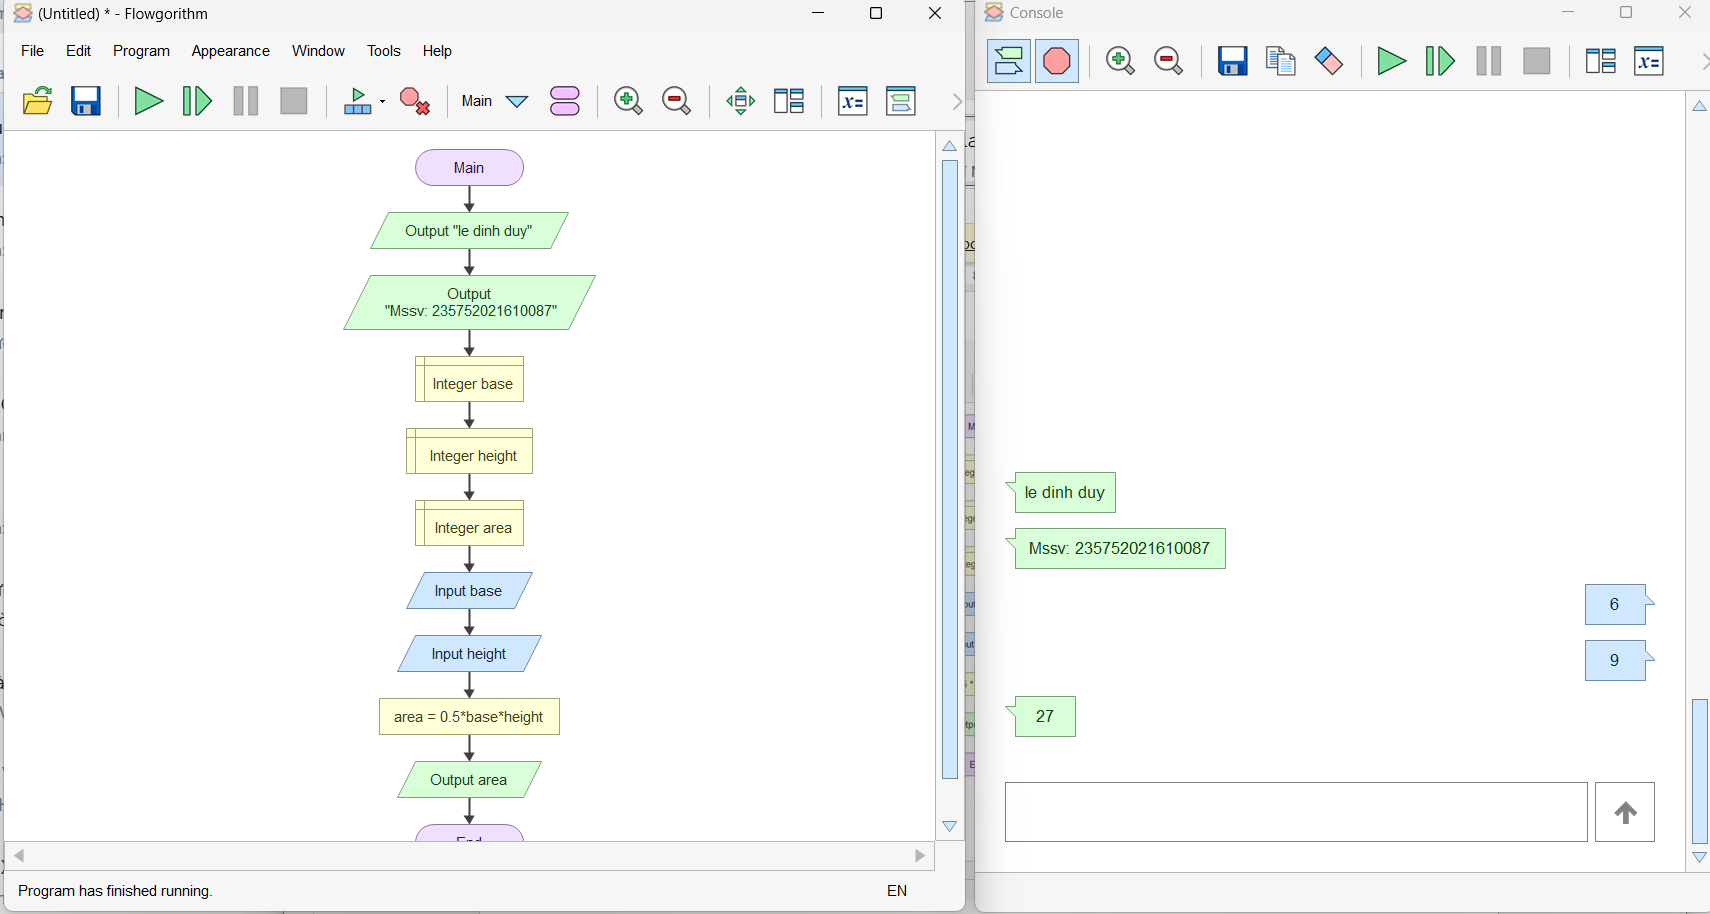 (Untitled) * - Flowgorithm
File Edit Program Appearance Window Tools Help
Main
x=
Main
Output "le dinh duy"
Output
"Mssv: 235752021610087"
Integer base
Integer height
Integer area
Input base
Input height
area = 0.5*base*height
Output area
End
Program has finished running.
EN
Console
x=
le dinh duy
Mssv: 235752021610087
6
9
27